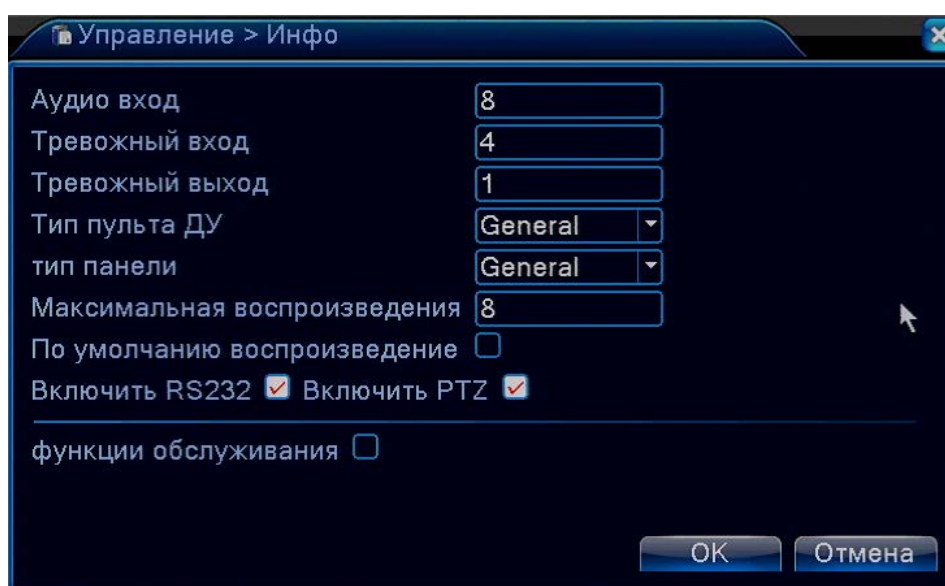 Управление > Инфо
Аудио вход 8
Тревожный вход 4
Тревожный выход 1
Тип пульта ДУ General
тип панели General
Максимальная воспроизведения 8
По умолчанию воспроизведение
Включить RS232 Включить PTZ
функции обслуживания
OK Отмена